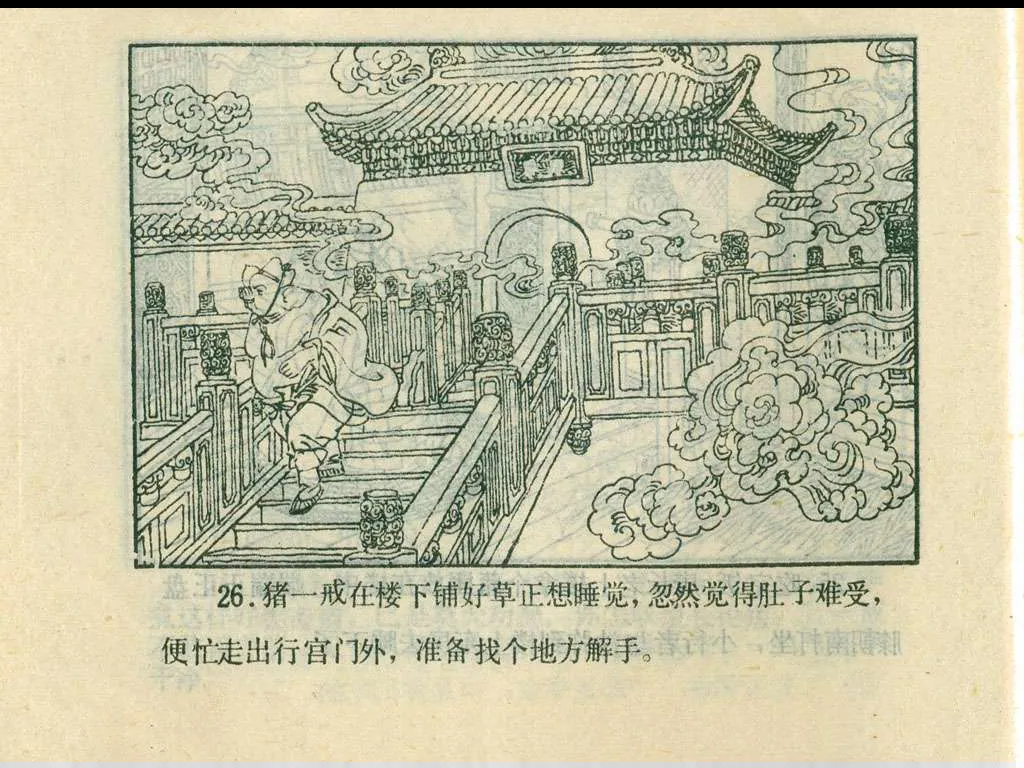 26.猪一戒在楼下铺好草正想睡觉,忽然觉得肚子难受,
便忙走出行宫门外,准备找个地方解手。